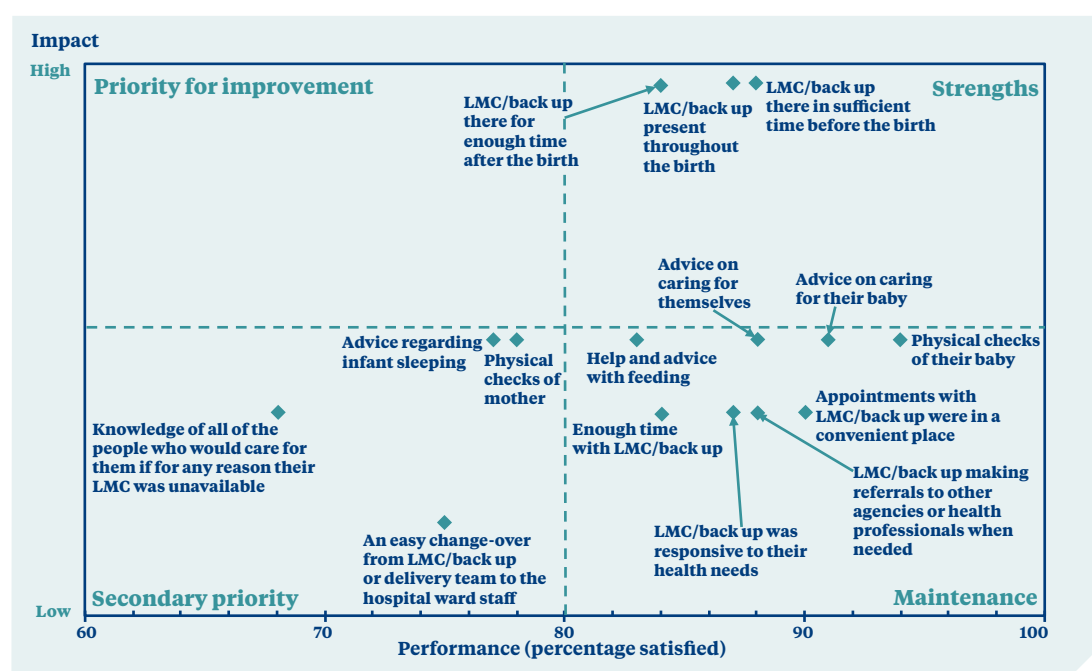 Impact
High
Priority for improvement
Strengths
LMC/back up
there for
enough time
after the birth
LMC/back up
present
throughout
the birth
LMC/back up
there in sufficient
time before the birth
Advice on
caring for
themselves
Advice on caring
for their baby
Advice regarding
infant sleeping
Physical
checks of
mother
Help and advice
with feeding
Physical checks
of their baby
Knowledge of all of the
people who would care for
them if for any reason their
LMC was unavailable
Enough time
with LMC/back up
Appointments with
LMC/back up were in a
convenient place
LMC/back up making
referrals to other
agencies or health
professionals when
needed
LMC/back up was
responsive to their
health needs
An easy change-over
from LMC/back up
or delivery team to the
hospital ward staff
Secondary priority
Maintenance
Low
60
70
80
90
100
Performance (percentage satisfied)